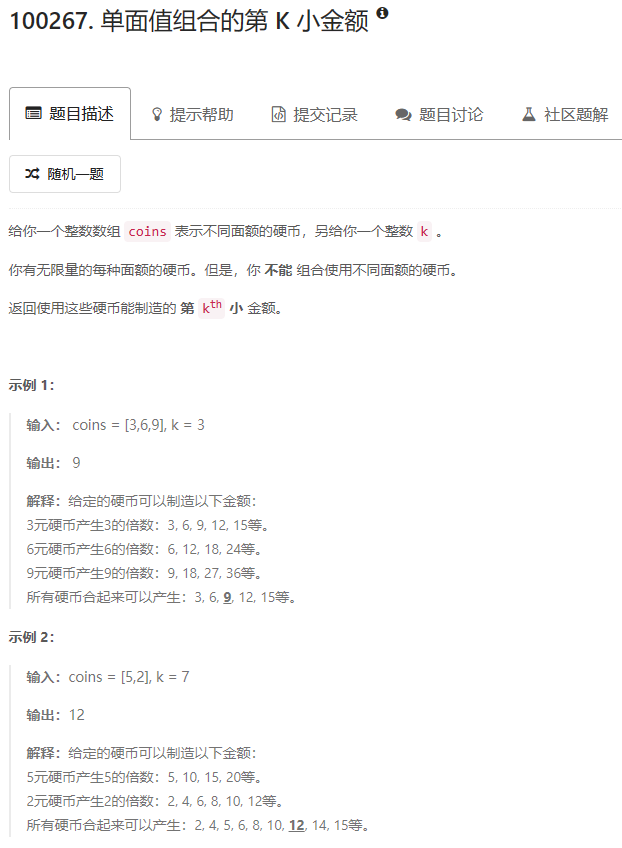 100267. 单面值组合的第 K 小金额
题目描述
提示帮助
提交记录
题目讨论
社区题解
随机一题
给你一个整数数组 coins 表示不同面额的硬币，另给你一个整数 k 。
你有无限量的每种面额的硬币。但是，你 不能 组合使用不同面额的硬币。
返回使用这些硬币能制造的 第 kth 小 金额。
示例 1：
输入： coins = [3,6,9], k = 3
输出： 9
解释：给定的硬币可以制造以下金额：
3元硬币产生3的倍数：3, 6, 9, 12, 15等。
6元硬币产生6的倍数：6, 12, 18, 24等。
9元硬币产生9的倍数：9, 18, 27, 36等。
所有硬币合起来可以产生：3, 6, 9, 12, 15等。
示例 2：
输入：coins = [5,2], k = 7
输出：12
解释：给定的硬币可以制造以下金额：
5元硬币产生5的倍数：5, 10, 15, 20等。
2元硬币产生2的倍数：2, 4, 6, 8, 10, 12等。
所有硬币合起来可以产生：2, 4, 5, 6, 8, 10, 12, 14, 15等。